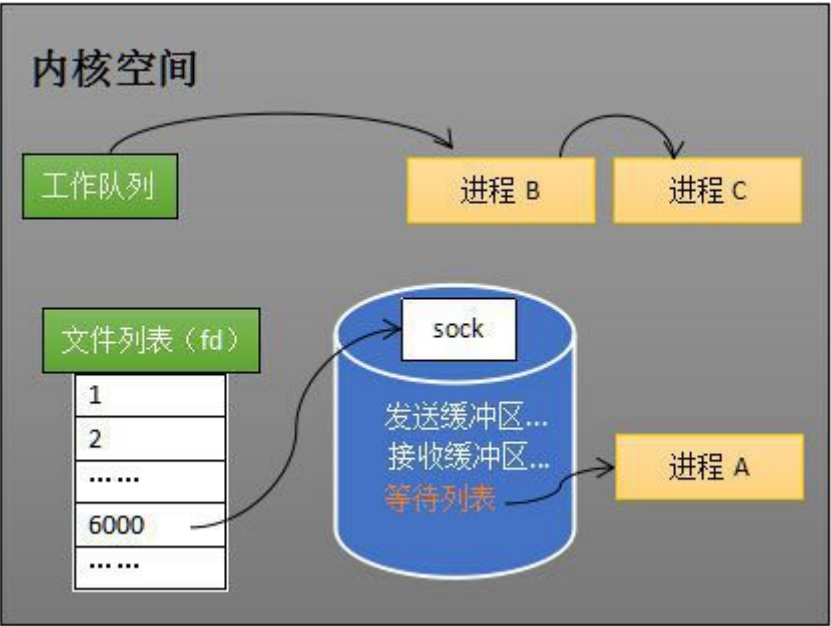 内核空间
工作队列
进程 B
进程 C
文件列表（fd）
1
2
……
6000
……
sock
发送缓冲区...
接收缓冲区...
等待列表
进程 A